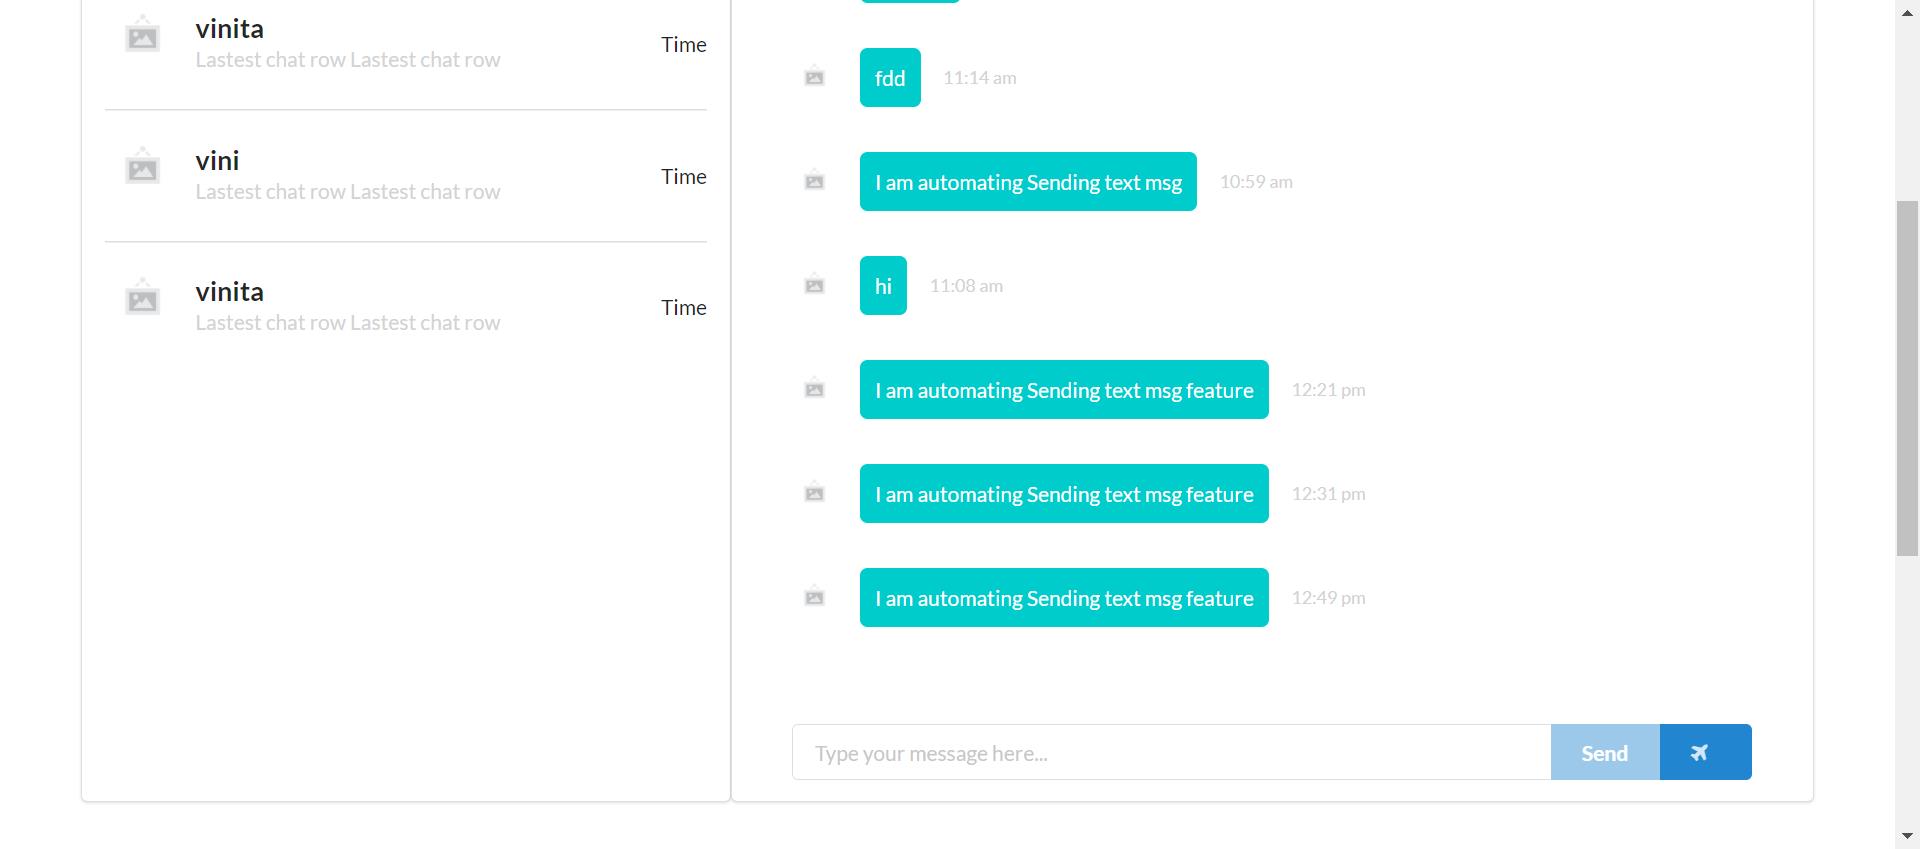 vinita
Lastest chat row Lastest chat row
Time
vini
Lastest chat row Lastest chat row
Time
vinita
Lastest chat row Lastest chat row
Time
fdd
11:14 am
I am automating Sending text msg
10:59 am
hi
11:08 am
I am automating Sending text msg feature
12:21 pm
I am automating Sending text msg feature
12:31 pm
I am automating Sending text msg feature
12:49 pm
Type your message here...
Send